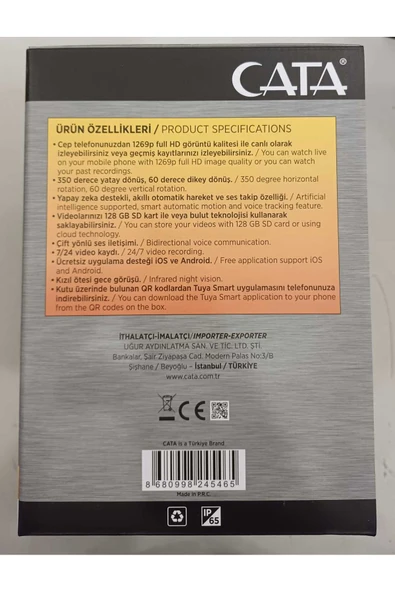 CATA®
ÜRÜN ÖZELLİKLERİ / PRODUCT SPECIFICATIONS
• Cep telefonunuzdan 1269p full HD görüntü kalitesi ile canlı olarak
izleyebilirsiniz veya geçmiş kayıtlarınızı izleyebilirsiniz. / You can watch live
on your mobile phone with 1269p full HD image quality or you can watch
your past recordings.
• 350 derece yatay dönüş, 60 derece dikey dönüş. / 350 degree horizontal
rotation, 60 degree vertical rotation.
• Yapay zeka destekli, akıllı otomatik hareket ve ses takip özelliği. / Artificial
intelligence supported, smart automatic motion and voice tracking feature.
• Videolarınızı 128 GB SD kart ile veya bulut teknolojisi kullanarak
saklayabilirsiniz. / You can store your videos with 128 GB SD card or using
cloud technology.
• Çift yönlü ses iletişimi. / Bidirectional voice communication.
• 7/24 video kaydı. / 24/7 video recording.
• Ücretsiz uygulama desteği iOS ve Android. / Free application support iOS
and Android.
• Kızıl ötesi gece görüşü. / Infrared night vision.
• Kutu üzerinde bulunan QR kodlardan Tuya Smart uygulamasını telefonunuza
indirebilirsiniz. / You can download the Tuya Smart application to your phone
from the QR codes on the box.
İTHALATÇI-İMALATÇI/IMPORTER-EXPORTER
UĞUR AYDINLATMA SAN. VE TİC. LTD. ŞTİ.
Bankalar, Sair Ziyapaşa Cad. Modern Palas No:3/B
Şişhane / Beyoğlu – İstanbul / TÜRKİYE
www.cata.com.tr
CE
CATA is a Türkiye Brand
8 680998 245465
Made in P.R.C.
IP
65